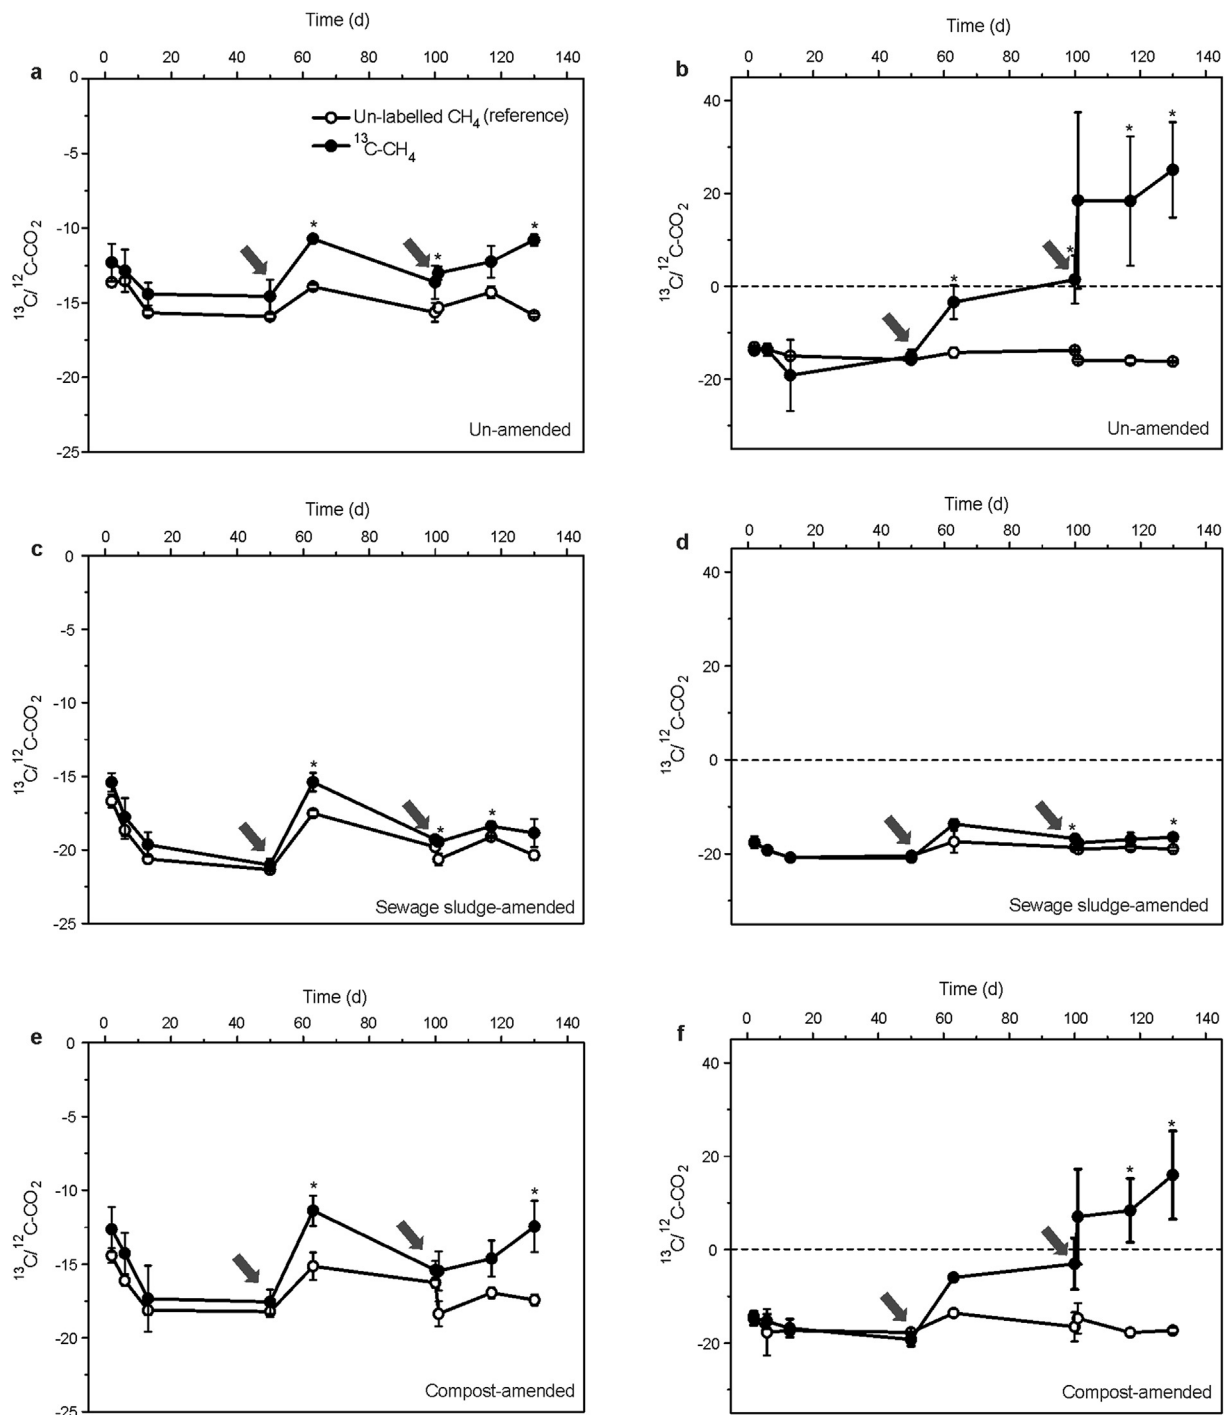 Time (d)
0 20 40 60 80 100 120 140
a
0
-5
-10
-15
-20
-25
13C/12C-CO2
Un-labelled CH4 (reference)
13C-CH4
* * *
Un-amended
Time (d)
0 20 40 60 80 100 120 140
b
40
20
0
-20
13C/12C-CO2
* * * *
Un-amended
Time (d)
0 20 40 60 80 100 120 140
c
0
-5
-10
-15
-20
-25
13C/12C-CO2
* * *
Sewage sludge-amended
Time (d)
0 20 40 60 80 100 120 140
d
40
20
0
-20
13C/12C-CO2
* *
Sewage sludge-amended
Time (d)
0 20 40 60 80 100 120 140
e
0
-5
-10
-15
-20
-25
13C/12C-CO2
* *
Compost-amended
Time (d)
0 20 40 60 80 100 120 140
f
40
20
0
-20
13C/12C-CO2
* *
Compost-amended